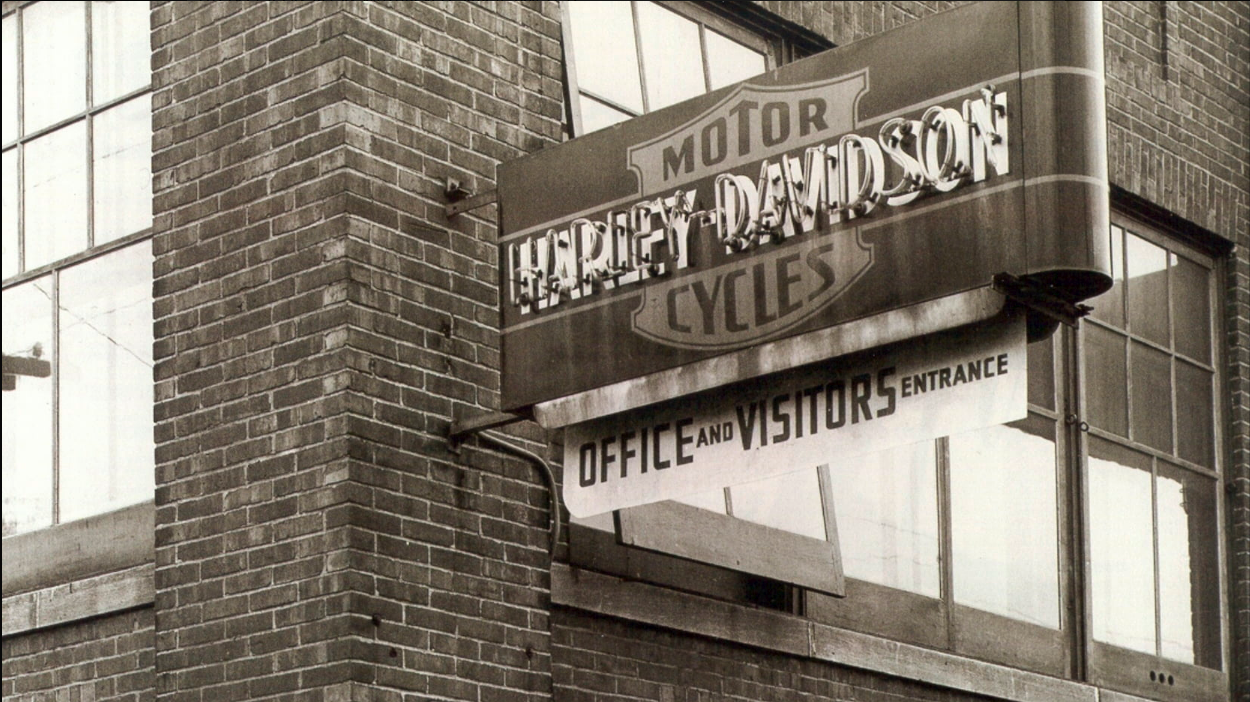 MOTOR
HARLEY-DAVIDSON
CYCLES
OFFICE AND VISITORS ENTRANCE